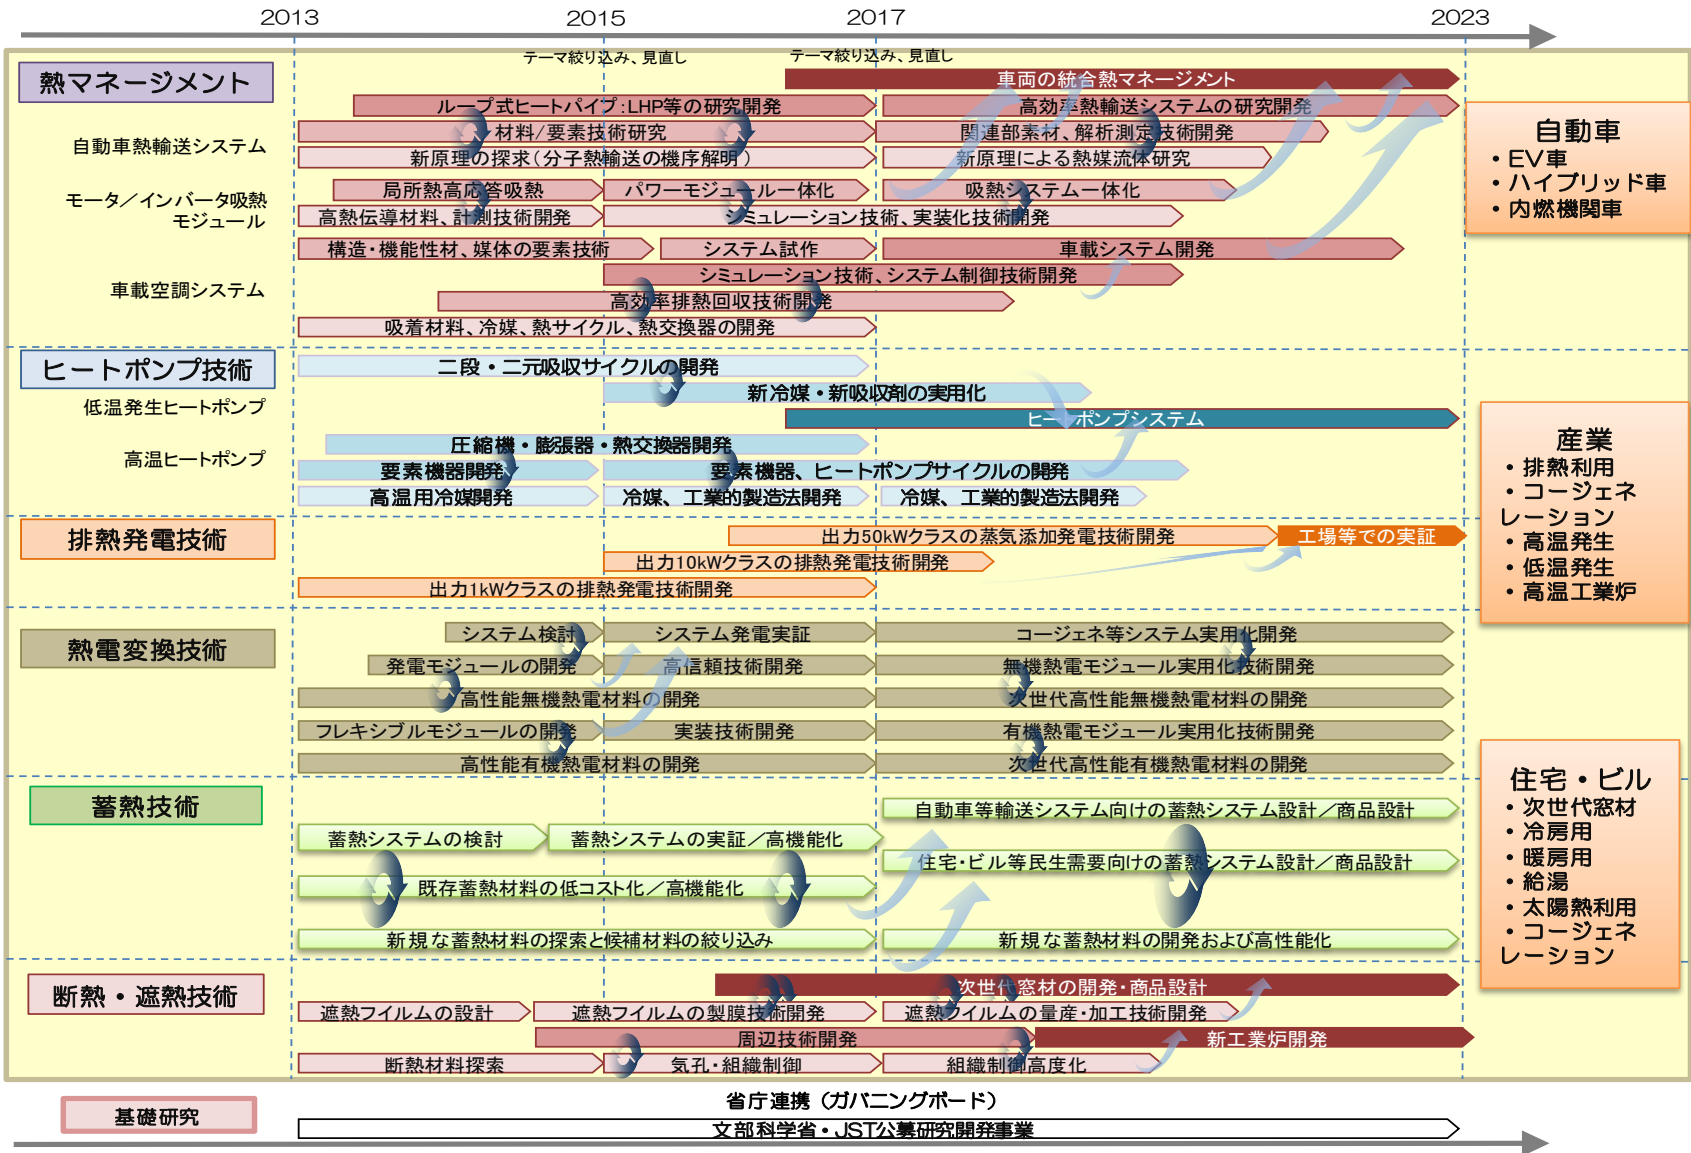 2013 2015 2017 2023
テーマ絞り込み、見直し テーマ絞り込み、見直し
熱マネージメント
車両の統合熱マネージメント
ループ式ヒートパイプ:LHP等の研究開発 高効率熱輸送システムの研究開発
自動車熱輸送システム
材料/要素技術研究 関連部素材、解析測定技術開発
新原理の探求(分子熱輸送の機序解明) 新原理による熱媒流体研究
モータ/インバータ吸熱
モジュール
局所熱高応答吸熱 パワーモジュール一体化 吸熱システム一体化
高熱伝導材料、計測技術開発 シミュレーション技術、実装化技術開発
構造・機能性材、媒体の要素技術 システム試作 車載システム開発
シミュレーション技術、システム制御技術開発
車載空調システム
高効率排熱回収技術開発
吸着材料、冷媒、熱サイクル、熱交換器の開発
自動車
・EV車
・ハイブリッド車
・内燃機関車
ヒートポンプ技術
二段・二元吸収サイクルの開発
新冷媒・新吸収剤の実用化
低温発生ヒートポンプ
ヒートポンプシステム
圧縮機・膨張器・熱交換器開発
高温ヒートポンプ
要素機器開発 要素機器、ヒートポンプサイクルの開発
高温用冷媒開発 冷媒、工業的製造法開発 冷媒、工業的製造法開発
排熱発電技術
出力50kWクラスの蒸気添加発電技術開発 工場等での実証
出力10kWクラスの排熱発電技術開発
出力1kWクラスの排熱発電技術開発
産業
・排熱利用
・コージェネ
レーション
・高温発生
・低温発生
・高温工業炉
熱電変換技術
システム検討 システム発電実証 コージェネ等システム実用化開発
発電モジュールの開発 高信頼技術開発 無機熱電モジュール実用化技術開発
高性能無機熱電材料の開発 次世代高性能無機熱電材料の開発
フレキシブルモジュールの開発 実装技術開発 有機熱電モジュール実用化技術開発
高性能有機熱電材料の開発 次世代高性能有機熱電材料の開発
蓄熱技術
自動車等輸送システム向けの蓄熱システム設計/商品設計
蓄熱システムの検討 蓄熱システムの実証/高機能化
住宅・ビル等民生需要向けの蓄熱システム設計/商品設計
既存蓄熱材料の低コスト化/高機能化
新規な蓄熱材料の探索と候補材料の絞り込み 新規な蓄熱材料の開発および高性能化
住宅・ビル
・次世代窓材
・冷房用
・暖房用
・給湯
・太陽熱利用
・コージェネ
レーション
断熱・遮熱技術
次世代窓材の開発・商品設計
遮熱フイルムの設計 遮熱フイルムの製膜技術開発 遮熱フイルムの量産・加工技術開発
周辺技術開発 新工業炉開発
断熱材料探索 気孔・組織制御 組織制御高度化
省庁連携(ガバニングボード)
基礎研究
文部科学省・JST公募研究開発事業